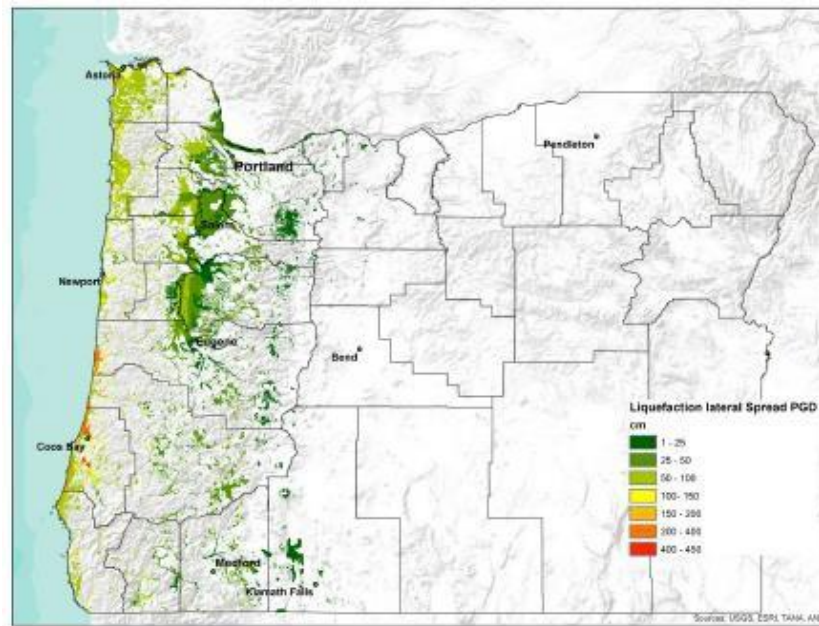 Astoria
Portland
Pendleton
Salem
Newport
Eugene
Bend
Liquefaction lateral Spread PGD
cm
1 - 25
25 - 50
50 - 100
100- 150
150 - 200
200 - 400
400 - 450
Coos Bay
Medford
Klamath Falls
Sources: USGS, ESRI, TANA, AN